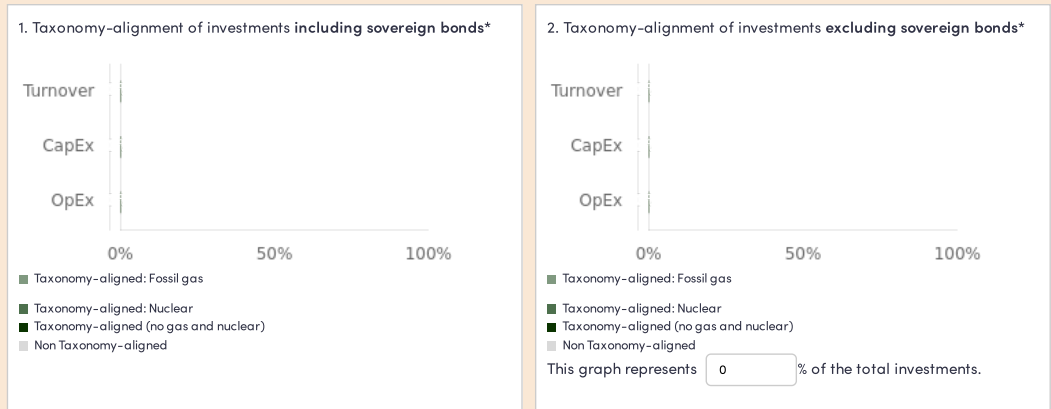 1. Taxonomy-alignment of investments including sovereign bonds*
Turnover
CapEx
OpEx
0% 50% 100%
Taxonomy-aligned: Fossil gas
Taxonomy-aligned: Nuclear
Taxonomy-aligned (no gas and nuclear)
Non Taxonomy-aligned
2. Taxonomy-alignment of investments excluding sovereign bonds*
Turnover
CapEx
OpEx
0% 50% 100%
Taxonomy-aligned: Fossil gas
Taxonomy-aligned: Nuclear
Taxonomy-aligned (no gas and nuclear)
Non Taxonomy-aligned
This graph represents 0 % of the total investments.